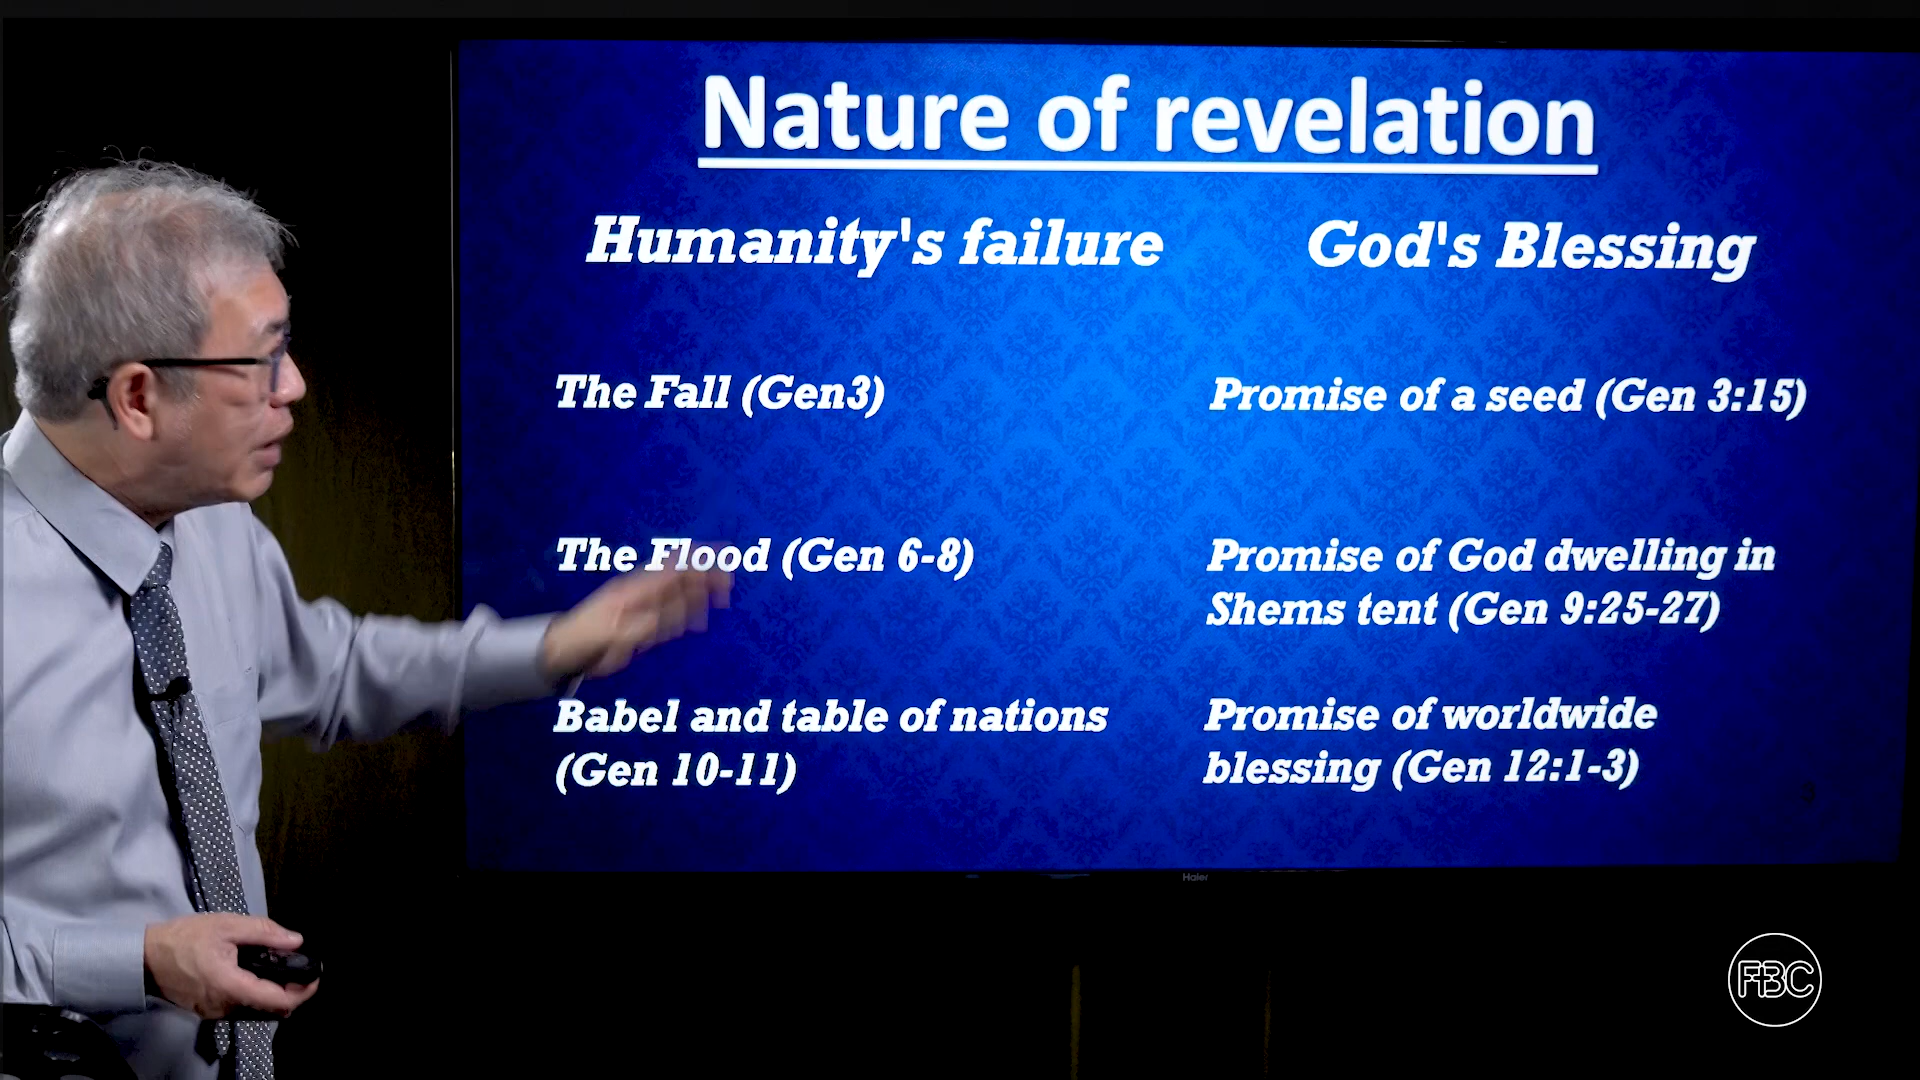 Nature of revelation
Humanity's failure
God's Blessing
The Fall (Gen3)
Promise of a seed (Gen 3:15)
The Flood (Gen 6-8)
Promise of God dwelling in
Shems tent (Gen 9:25-27)
Babel and table of nations
(Gen 10-11)
Promise of worldwide
blessing (Gen 12:1-3)
Haier
FBC